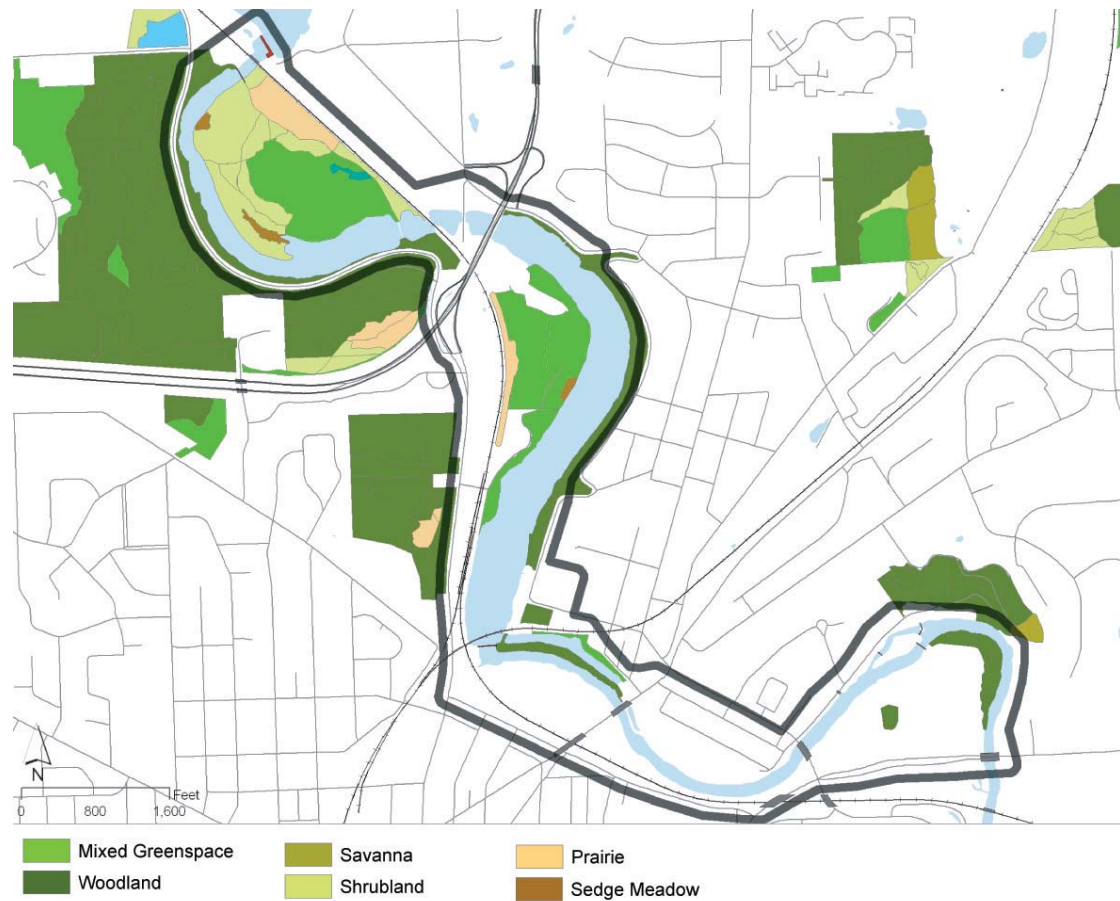 N
Feet
0 800 1,600
Mixed Greenspace
Woodland
Savanna
Shrubland
Prairie
Sedge Meadow